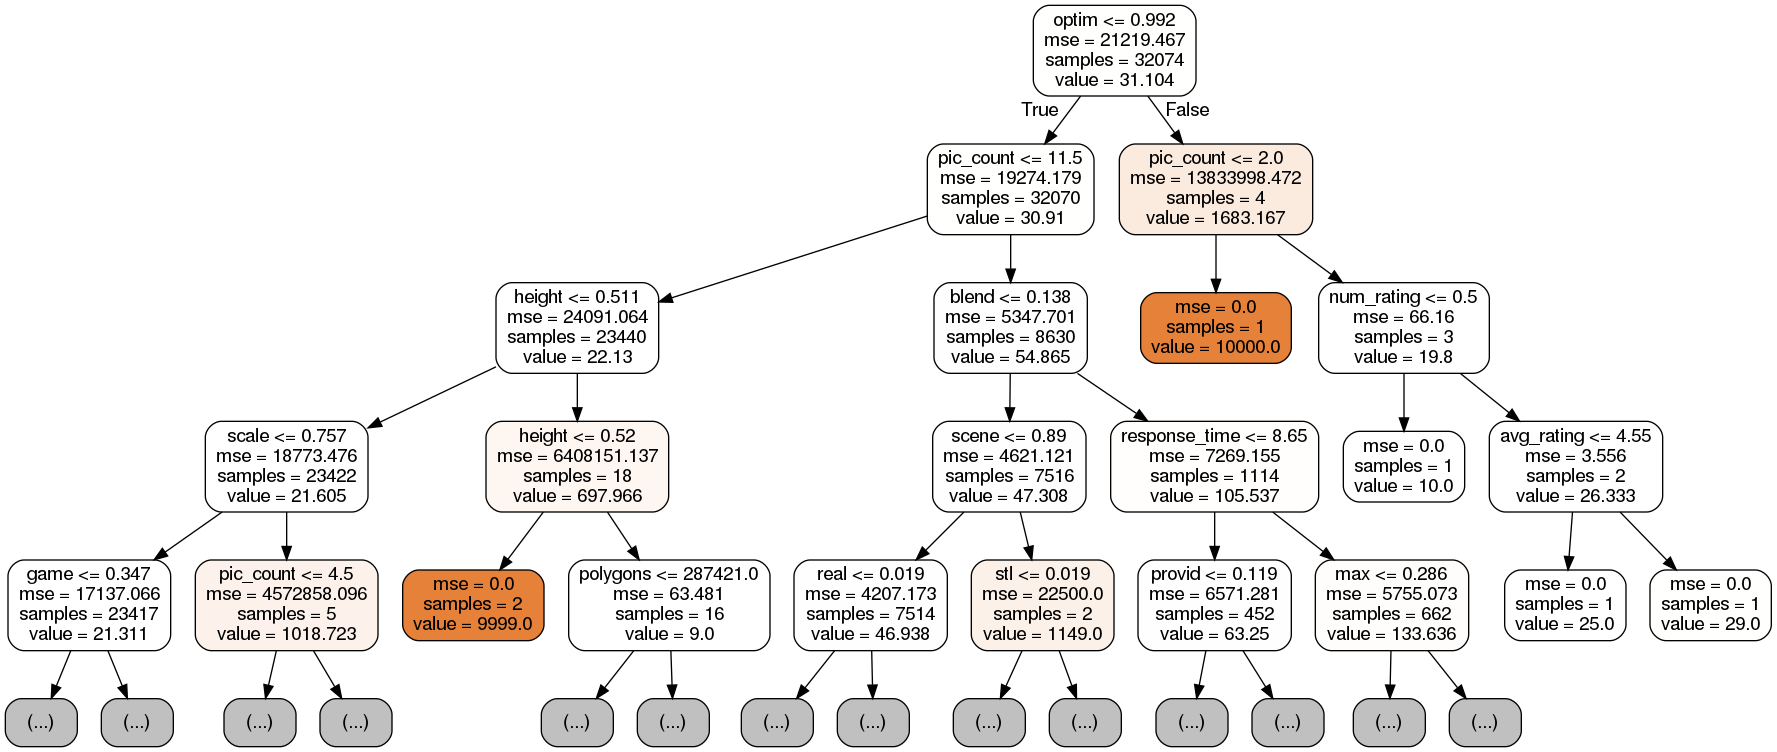 optim <= 0.992
mse = 21219.467
samples = 32074
value = 31.104
True
False
pic_count <= 11.5
mse = 19274.179
samples = 32070
value = 30.91
pic_count <= 2.0
mse = 13833998.472
samples = 4
value = 1683.167
height <= 0.511
mse = 24091.064
samples = 23440
value = 22.13
blend <= 0.138
mse = 5347.701
samples = 8630
value = 54.865
mse = 0.0
samples = 1
value = 10000.0
num_rating <= 0.5
mse = 66.16
samples = 3
value = 19.8
scale <= 0.757
mse = 18773.476
samples = 23422
value = 21.605
height <= 0.52
mse = 6408151.137
samples = 18
value = 697.966
scene <= 0.89
mse = 4621.121
samples = 7516
value = 47.308
response_time <= 8.65
mse = 7269.155
samples = 1114
value = 105.537
mse = 0.0
samples = 1
value = 10.0
avg_rating <= 4.55
mse = 3.556
samples = 2
value = 26.333
game <= 0.347
mse = 17137.066
samples = 23417
value = 21.311
pic_count <= 4.5
mse = 4572858.096
samples = 5
value = 1018.723
mse = 0.0
samples = 2
value = 9999.0
polygons <= 287421.0
mse = 63.481
samples = 16
value = 9.0
real <= 0.019
mse = 4207.173
samples = 7514
value = 46.938
stl <= 0.019
mse = 22500.0
samples = 2
value = 1149.0
provid <= 0.119
mse = 6571.281
samples = 452
value = 63.25
max <= 0.286
mse = 5755.073
samples = 662
value = 133.636
mse = 0.0
samples = 1
value = 25.0
mse = 0.0
samples = 1
value = 29.0
(...)
(...)
(...)
(...)
(...)
(...)
(...)
(...)
(...)
(...)
(...)
(...)
(...)
(...)